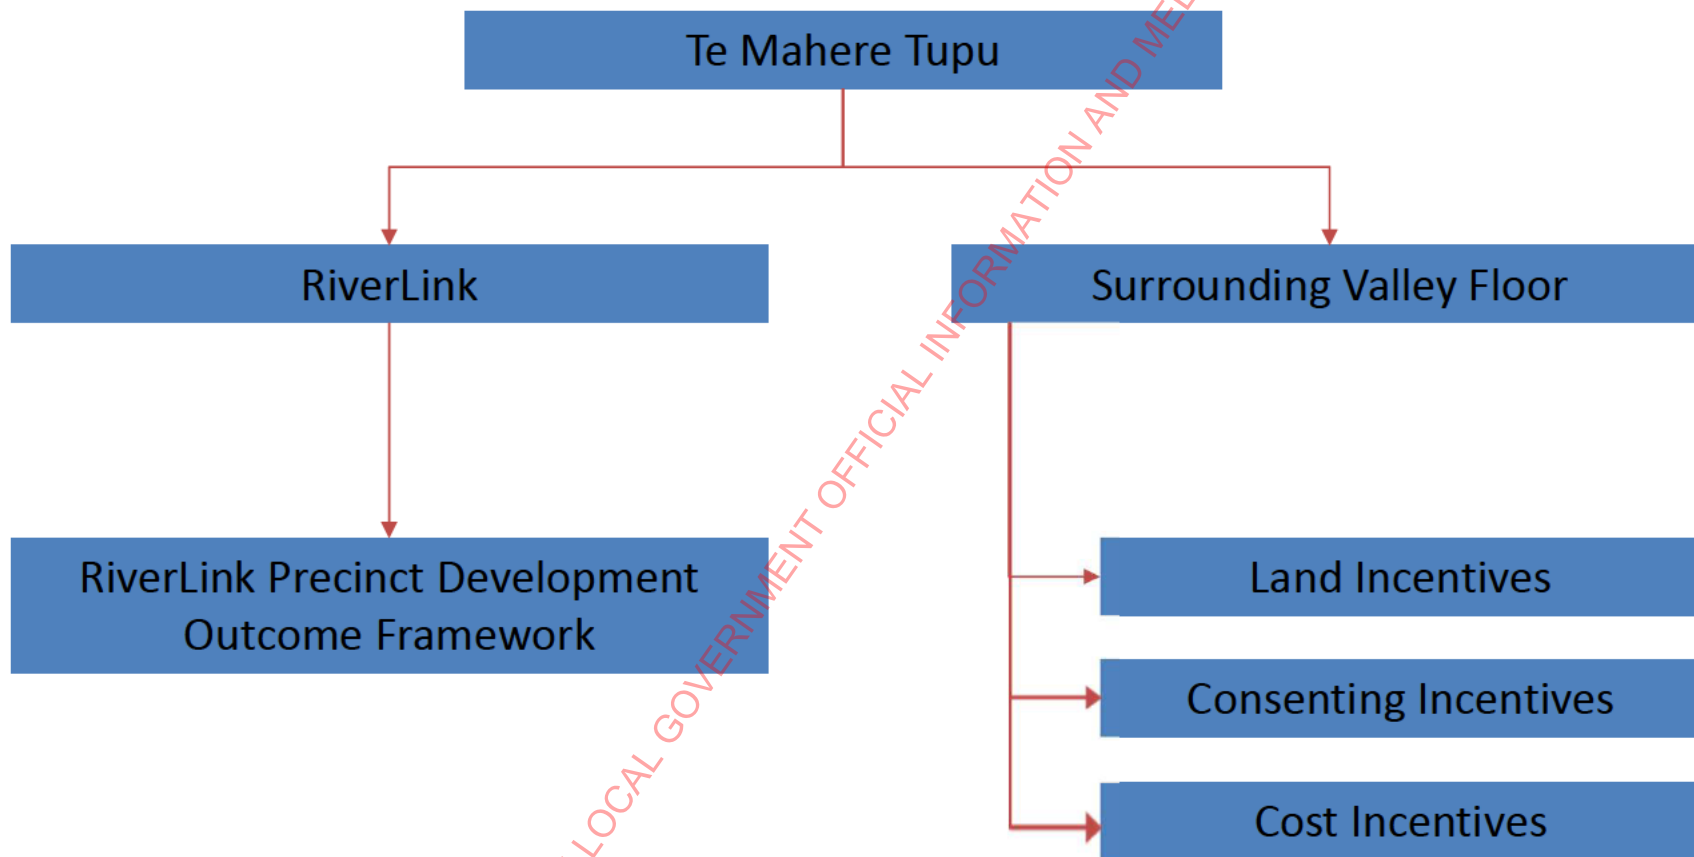 Te Mahere Tupu
RiverLink
Surrounding Valley Floor
RiverLink Precinct Development
Outcome Framework
Land Incentives
Consenting Incentives
Cost Incentives
LOCAL GOVERNMENT OFFICIAL INFORMATION AND